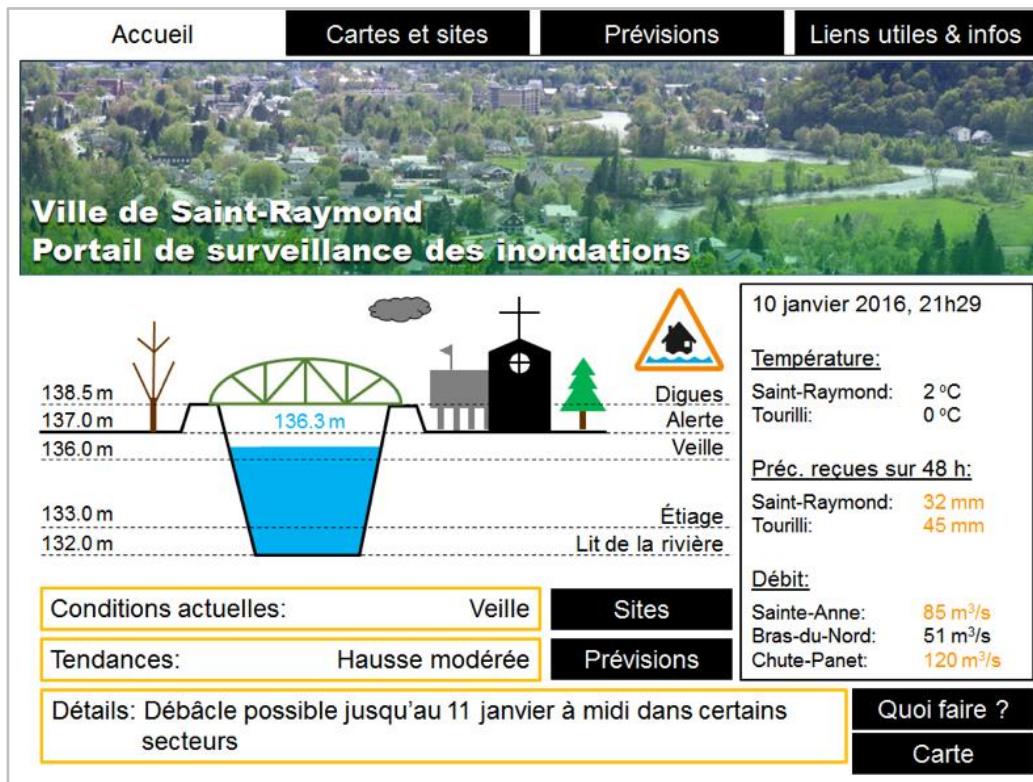 Accueil
Cartes et sites
Prévisions
Liens utiles & infos
Ville de Saint-Raymond
Portail de surveillance des inondations
138.5 m
Digues
137.0 m
136.3 m
Alerte
136.0 m
Veille
133.0 m
Étiage
132.0 m
Lit de la rivière
10 janvier 2016, 21h29
Température:
Saint-Raymond: 2 °C
Tourilli: 0 °C
Préc. reçues sur 48 h:
Saint-Raymond: 32 mm
Tourilli: 45 mm
Débit:
Sainte-Anne: 85 m³/s
Bras-du-Nord: 51 m³/s
Chute-Panet: 120 m³/s
Conditions actuelles: Veille
Sites
Tendances: Hausse modérée
Prévisions
Détails: Débâcle possible jusqu'au 11 janvier à midi dans certains
secteurs
Quoi faire ?
Carte